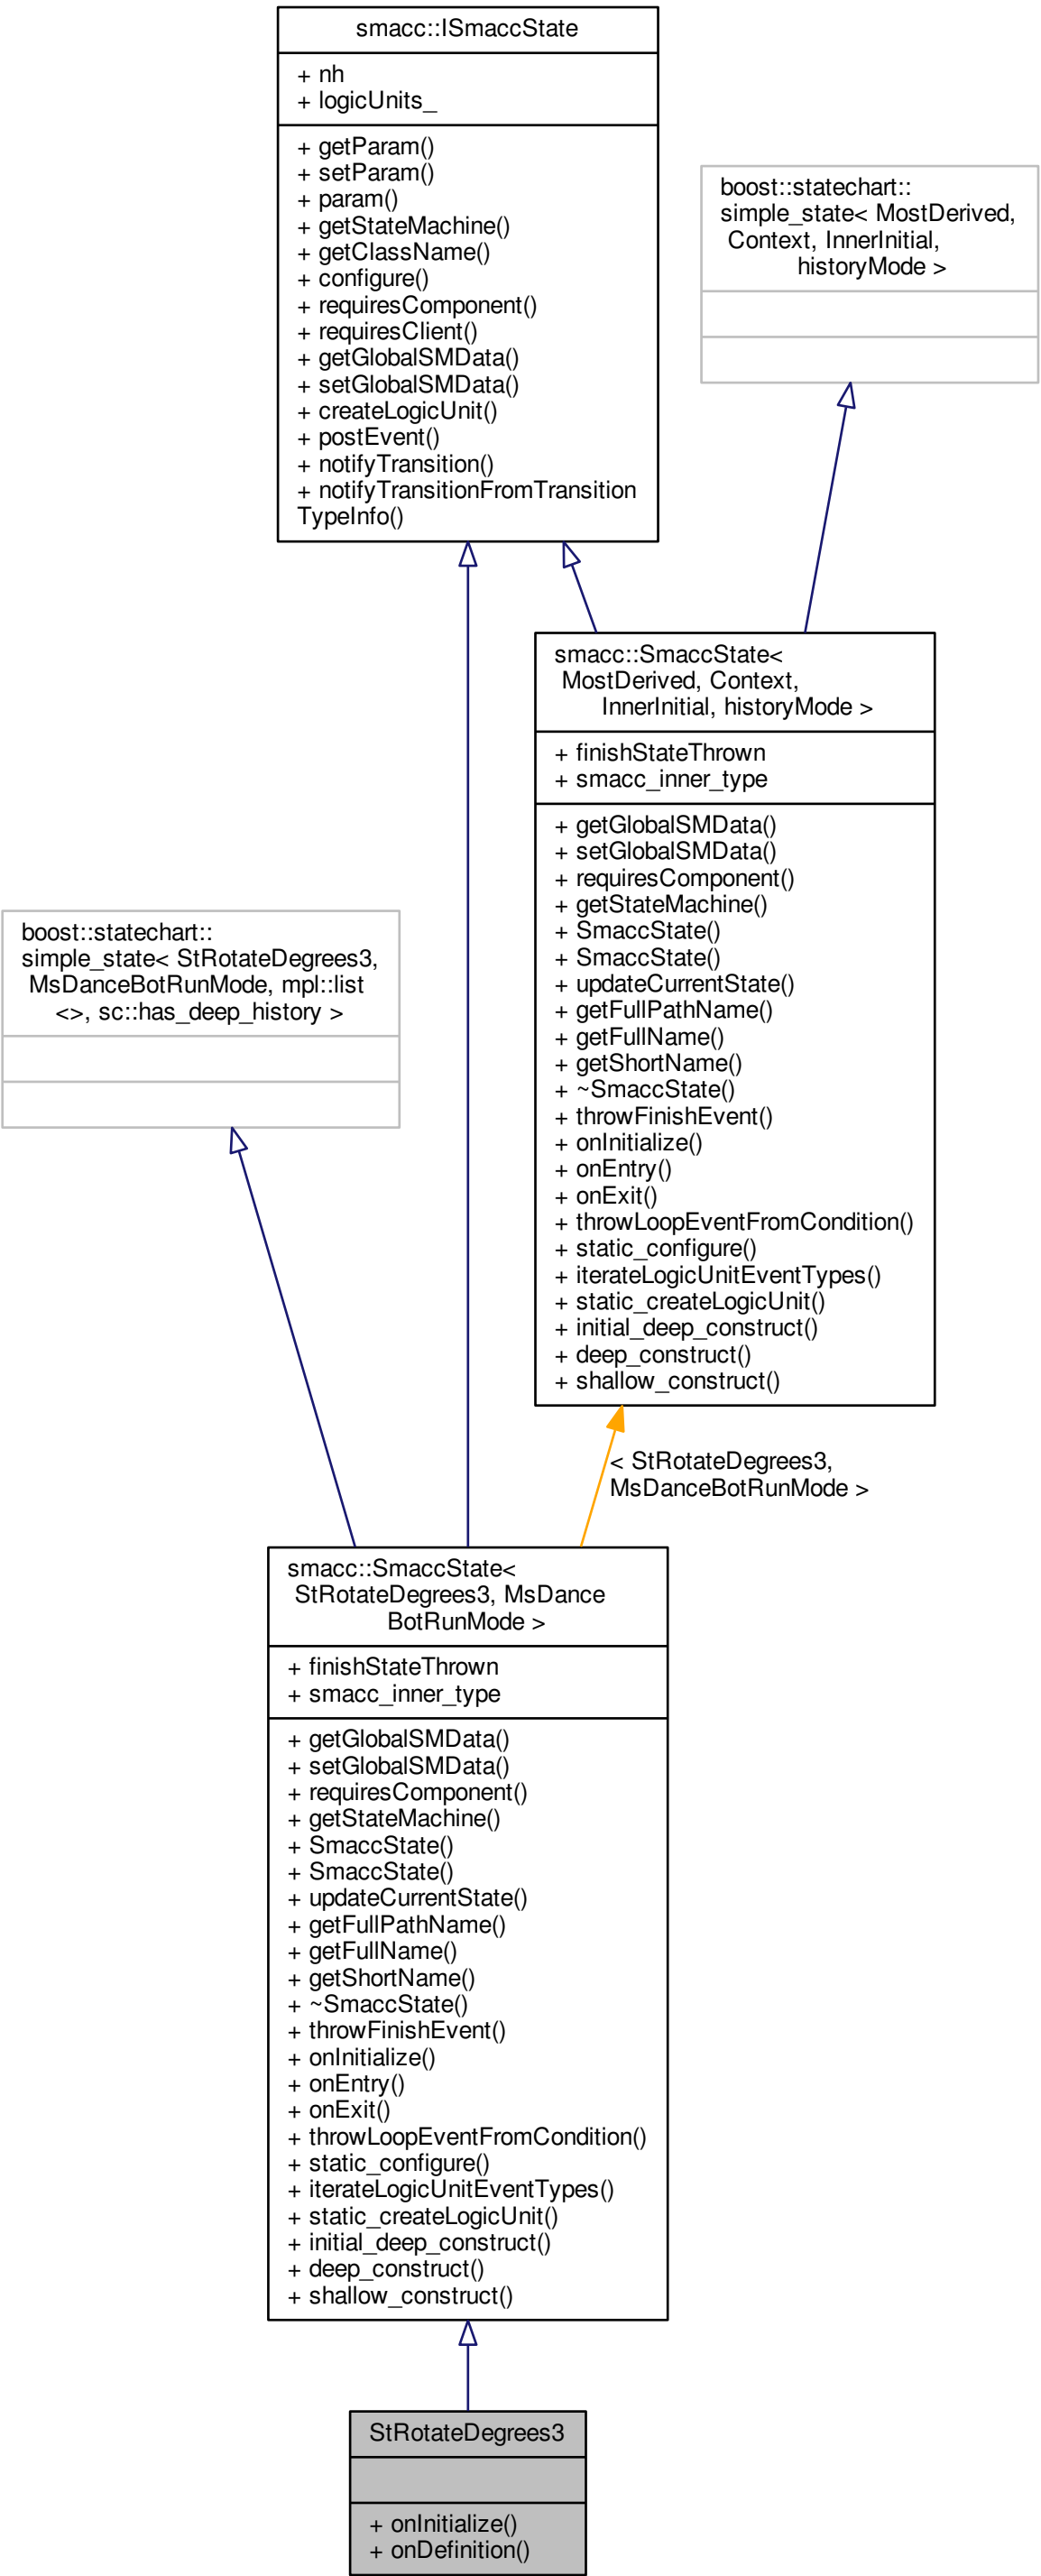 smacc::ISmaccState
+ nh
+ logicUnits_
+ getParam()
+ setParam()
+ param()
+ getStateMachine()
+ getClassName()
+ configure()
+ requiresComponent()
+ requiresClient()
+ getGlobalSMData()
+ setGlobalSMData()
+ createLogicUnit()
+ postEvent()
+ notifyTransition()
+ notifyTransitionFromTransition
TypeInfo()
boost::statechart::
simple_state< MostDerived,
Context, InnerInitial,
historyMode >
smacc::SmaccState<
MostDerived, Context,
InnerInitial, historyMode >
+ finishStateThrown
+ smacc_inner_type
+ getGlobalSMData()
+ setGlobalSMData()
+ requiresComponent()
+ getStateMachine()
+ SmaccState()
+ SmaccState()
+ updateCurrentState()
+ getFullPathName()
+ getFullName()
+ getShortName()
+ ~SmaccState()
+ throwFinishEvent()
+ onInitialize()
+ onEntry()
+ onExit()
+ throwLoopEventFromCondition()
+ static_configure()
+ iterateLogicUnitEventTypes()
+ static_createLogicUnit()
+ initial_deep_construct()
+ deep_construct()
+ shallow_construct()
boost::statechart::
simple_state< StRotateDegrees3,
MsDanceBotRunMode, mpl::list
<>, sc::has_deep_history >
< StRotateDegrees3,
MsDanceBotRunMode >
smacc::SmaccState<
StRotateDegrees3, MsDance
BotRunMode >
+ finishStateThrown
+ smacc_inner_type
+ getGlobalSMData()
+ setGlobalSMData()
+ requiresComponent()
+ getStateMachine()
+ SmaccState()
+ SmaccState()
+ updateCurrentState()
+ getFullPathName()
+ getFullName()
+ getShortName()
+ ~SmaccState()
+ throwFinishEvent()
+ onInitialize()
+ onEntry()
+ onExit()
+ throwLoopEventFromCondition()
+ static_configure()
+ iterateLogicUnitEventTypes()
+ static_createLogicUnit()
+ initial_deep_construct()
+ deep_construct()
+ shallow_construct()
StRotateDegrees3
+ onInitialize()
+ onDefinition()